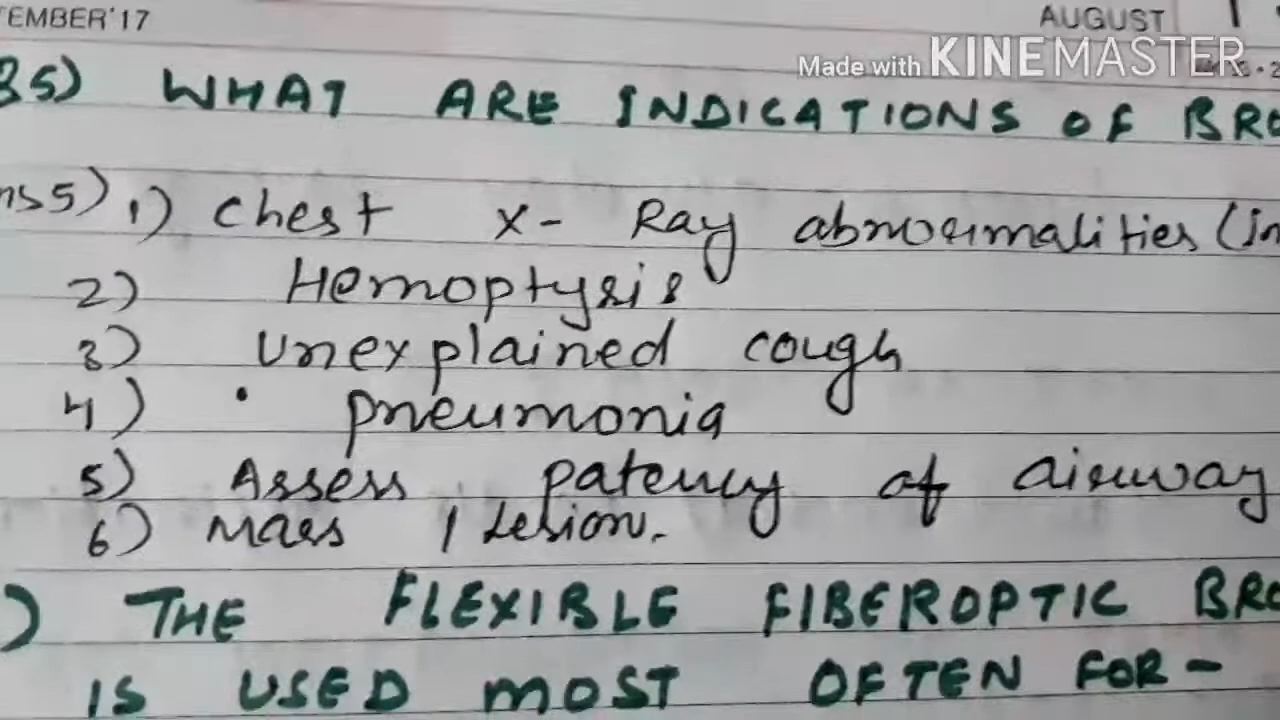 TEMBER'17 AUGUST
Made with KINEMASTER
35) WHAT ARE INDICATIONS OF BRO
ns5) 1) Chest X- Ray abnormalities (in
2) Hemoptysis
3) Unexplained cough
4) Pneumonia
5) Assess patency of airway
6) Mass / Lesion.
) THE FLEXIBLE FIBEROPTIC BRO
IS USED MOST OFTEN FOR-